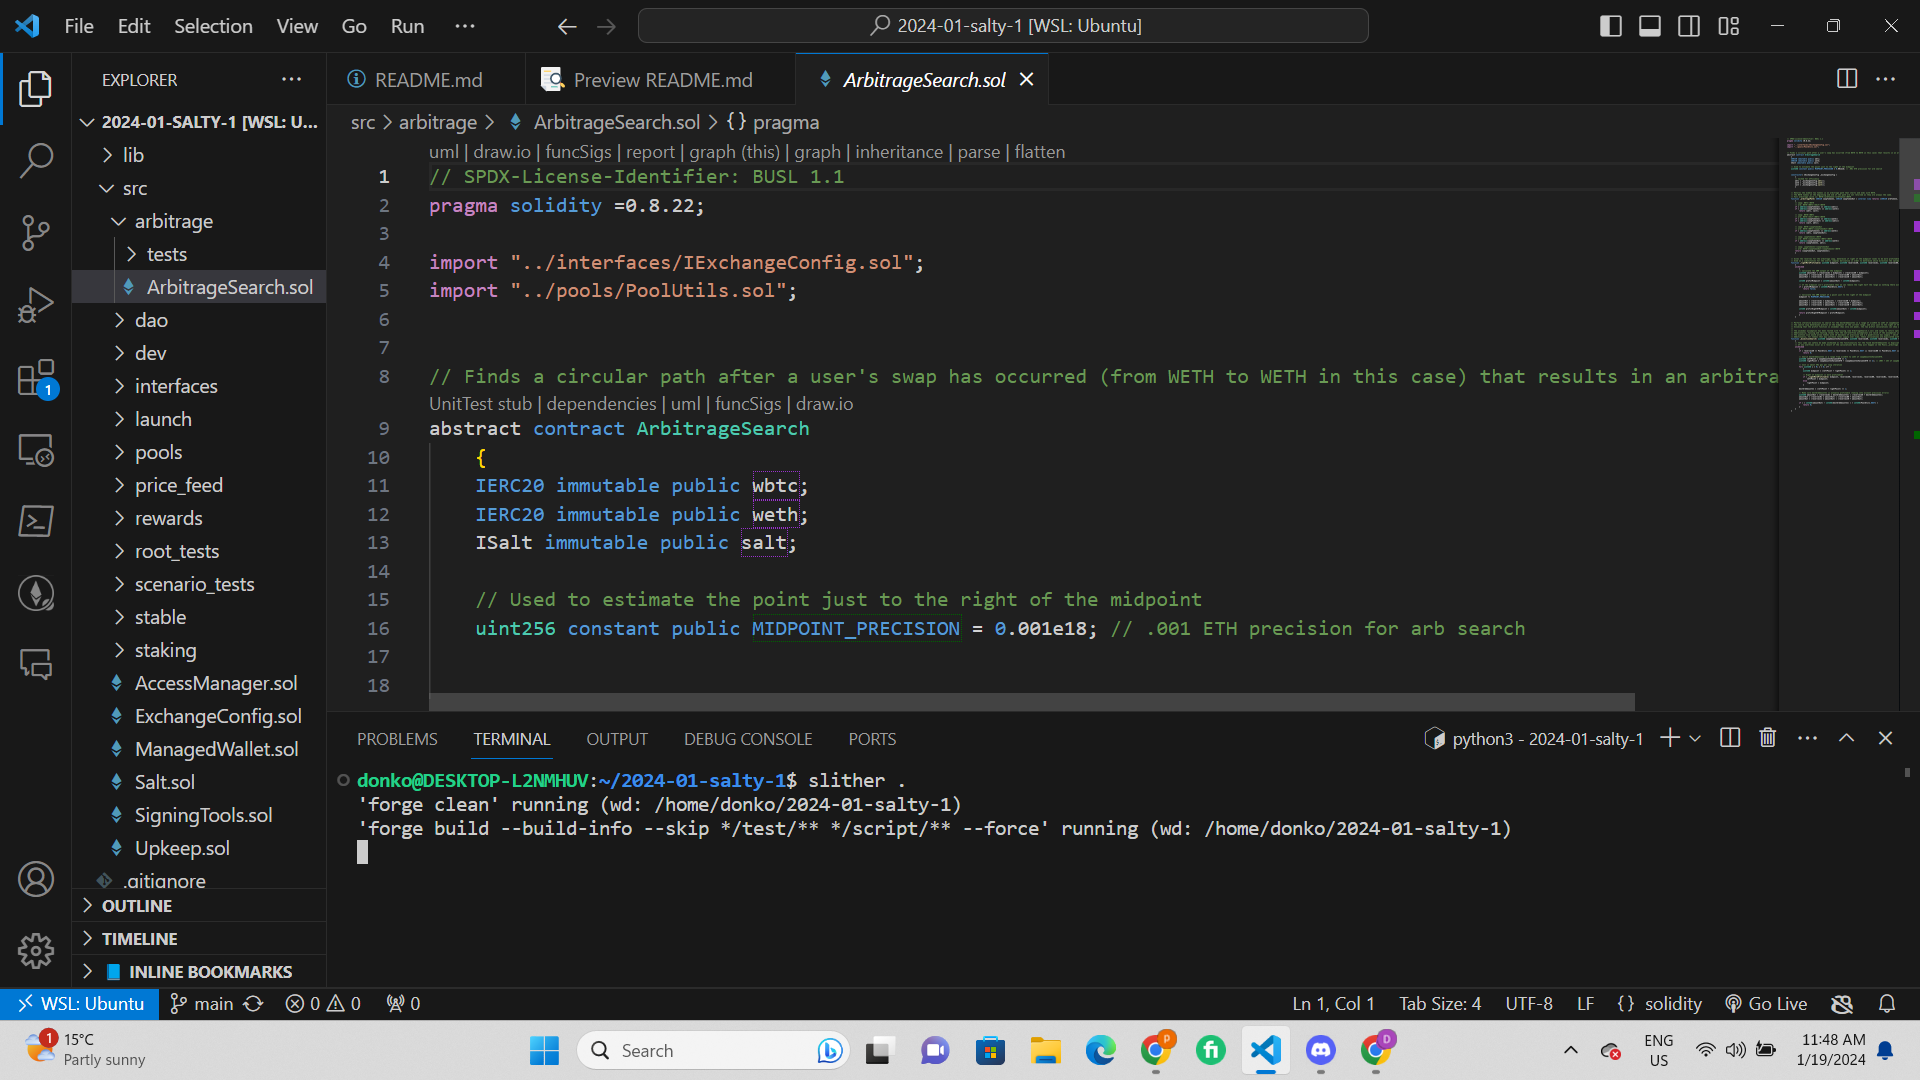 File Edit Selection View Go Run ···
2024-01-salty-1 [WSL: Ubuntu]
EXPLORER ···
2024-01-SALTY-1 [WSL: U...
lib
src
arbitrage
tests
ArbitrageSearch.sol
dao
dev
interfaces
launch
pools
price_feed
rewards
root_tests
scenario_tests
stable
staking
AccessManager.sol
ExchangeConfig.sol
ManagedWallet.sol
Salt.sol
SigningTools.sol
Upkeep.sol
.gitignore
OUTLINE
TIMELINE
INLINE BOOKMARKS
1
README.md Preview README.md ArbitrageSearch.sol
src > arbitrage > ArbitrageSearch.sol > {} pragma
uml | draw.io | funcSigs | report | graph (this) | graph | inheritance | parse | flatten
1 // SPDX-License-Identifier: BUSL 1.1
2 pragma solidity =0.8.22;
3
4 import "../interfaces/IExchangeConfig.sol";
5 import "../pools/PoolUtils.sol";
6
7
8 // Finds a circular path after a user's swap has occurred (from WETH to WETH in this case) that results in an arbitra
UnitTest stub | dependencies | uml | funcSigs | draw.io
9 abstract contract ArbitrageSearch
10 {
11 IERC20 immutable public wbtc;
12 IERC20 immutable public weth;
13 ISalt immutable public salt;
14
15 // Used to estimate the point just to the right of the midpoint
16 uint256 constant public MIDPOINT_PRECISION = 0.001e18; // .001 ETH precision for arb search
17
18
PROBLEMS TERMINAL OUTPUT DEBUG CONSOLE PORTS
python3 - 2024-01-salty-1
donko@DESKTOP-L2NMHUV:~/2024-01-salty-1$ slither .
'forge clean' running (wd: /home/donko/2024-01-salty-1)
'forge build --build-info --skip */test/** */script/** --force' running (wd: /home/donko/2024-01-salty-1)
WSL: Ubuntu main 0 0 0
Ln 1, Col 1 Tab Size: 4 UTF-8 LF {} solidity Go Live
1
15°C
Partly sunny
Search
P
D
ENG
US
11:48 AM
1/19/2024